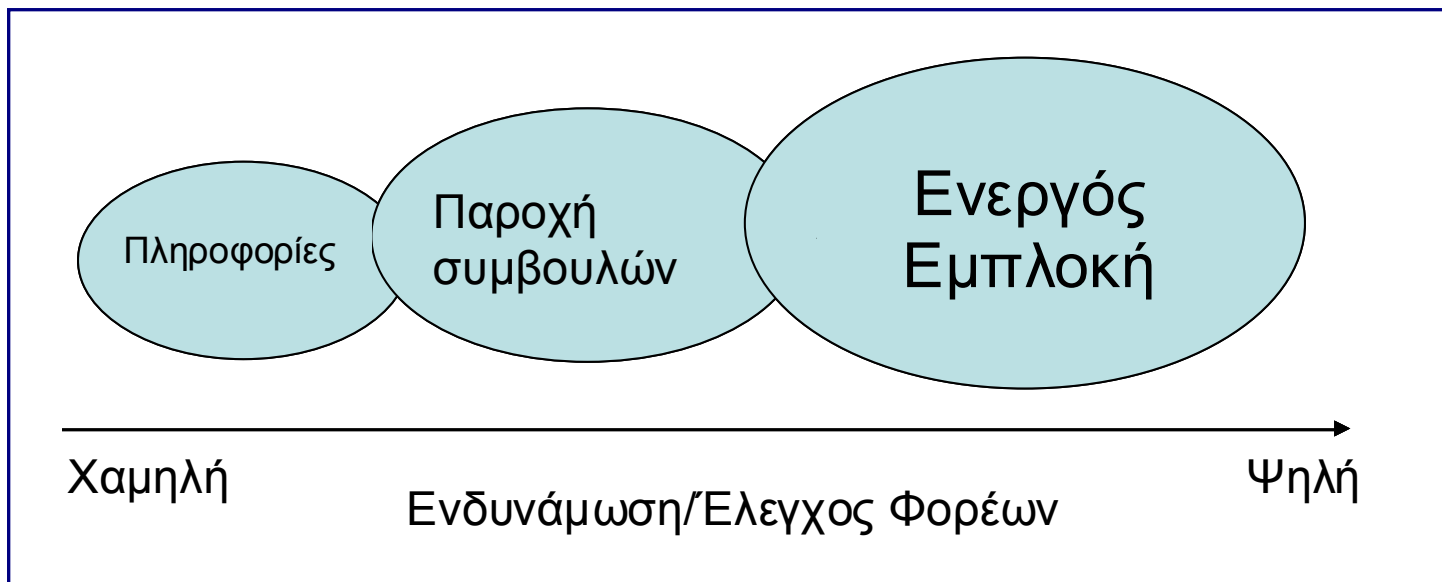 Πληροφορίες
Παροχή
συμβουλών
Ενεργός
Εμπλοκή
Χαμηλή
Ψηλή
Ενδυνάμωση/Έλεγχος Φορέων